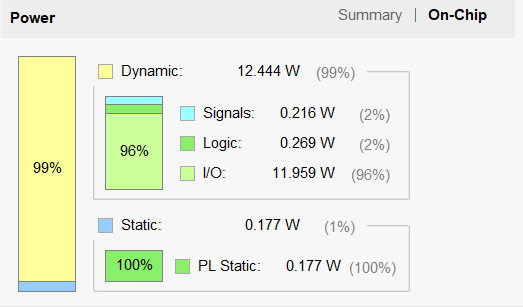 Power Summary | On-Chip
Dynamic: 12.444 W (99%)
Signals: 0.216 W (2%)
Logic: 0.269 W (2%)
96%
I/O: 11.959 W (96%)
99%
Static: 0.177 W (1%)
100% PL Static: 0.177 W (100%)